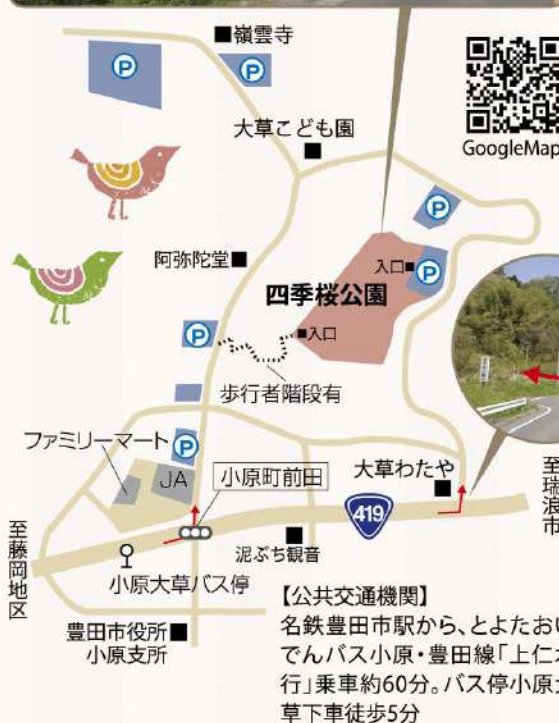 嶺雲寺
P
P
大草こども園
GoogleMap
P
阿弥陀堂
入口
P
四季桜公園
P
入口
歩行者階段有
ファミリーマート
P
JA
小原町前田
大草わたや
至瑞浪市
419
至藤岡地区
泥ぶち観音
小原大草バス停
豊田市役所
小原支所
【公共交通機関】
名鉄豊田市駅から、とよたおい
でんバス小原・豊田線「上仁木
行」乗車約60分。バス停小原大
草下車徒歩5分